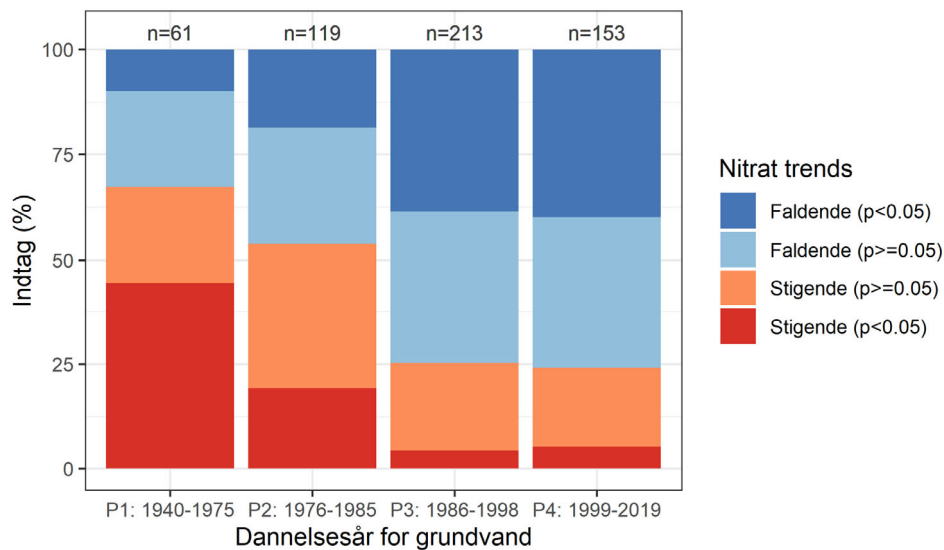 n=61 n=119 n=213 n=153
100
75
50
25
0
Indtag (%)
P1: 1940-1975 P2: 1976-1985 P3: 1986-1998 P4: 1999-2019
Dannelsesår for grundvand
Nitrat trends
Faldende (p<0.05)
Faldende (p>=0.05)
Stigende (p>=0.05)
Stigende (p<0.05)